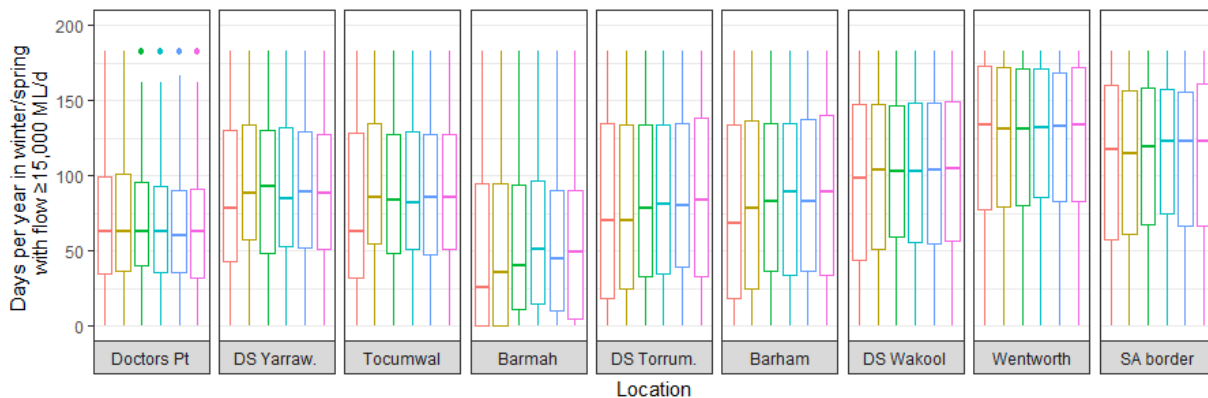 Days per year in winter/spring
with flow ≥15,000 ML/d
200
150
100
50
0
Doctors Pt
DS Yarraw.
Tocumwal
Barmah
DS Torrum.
Barham
DS Wakool
Wentworth
SA border
Location